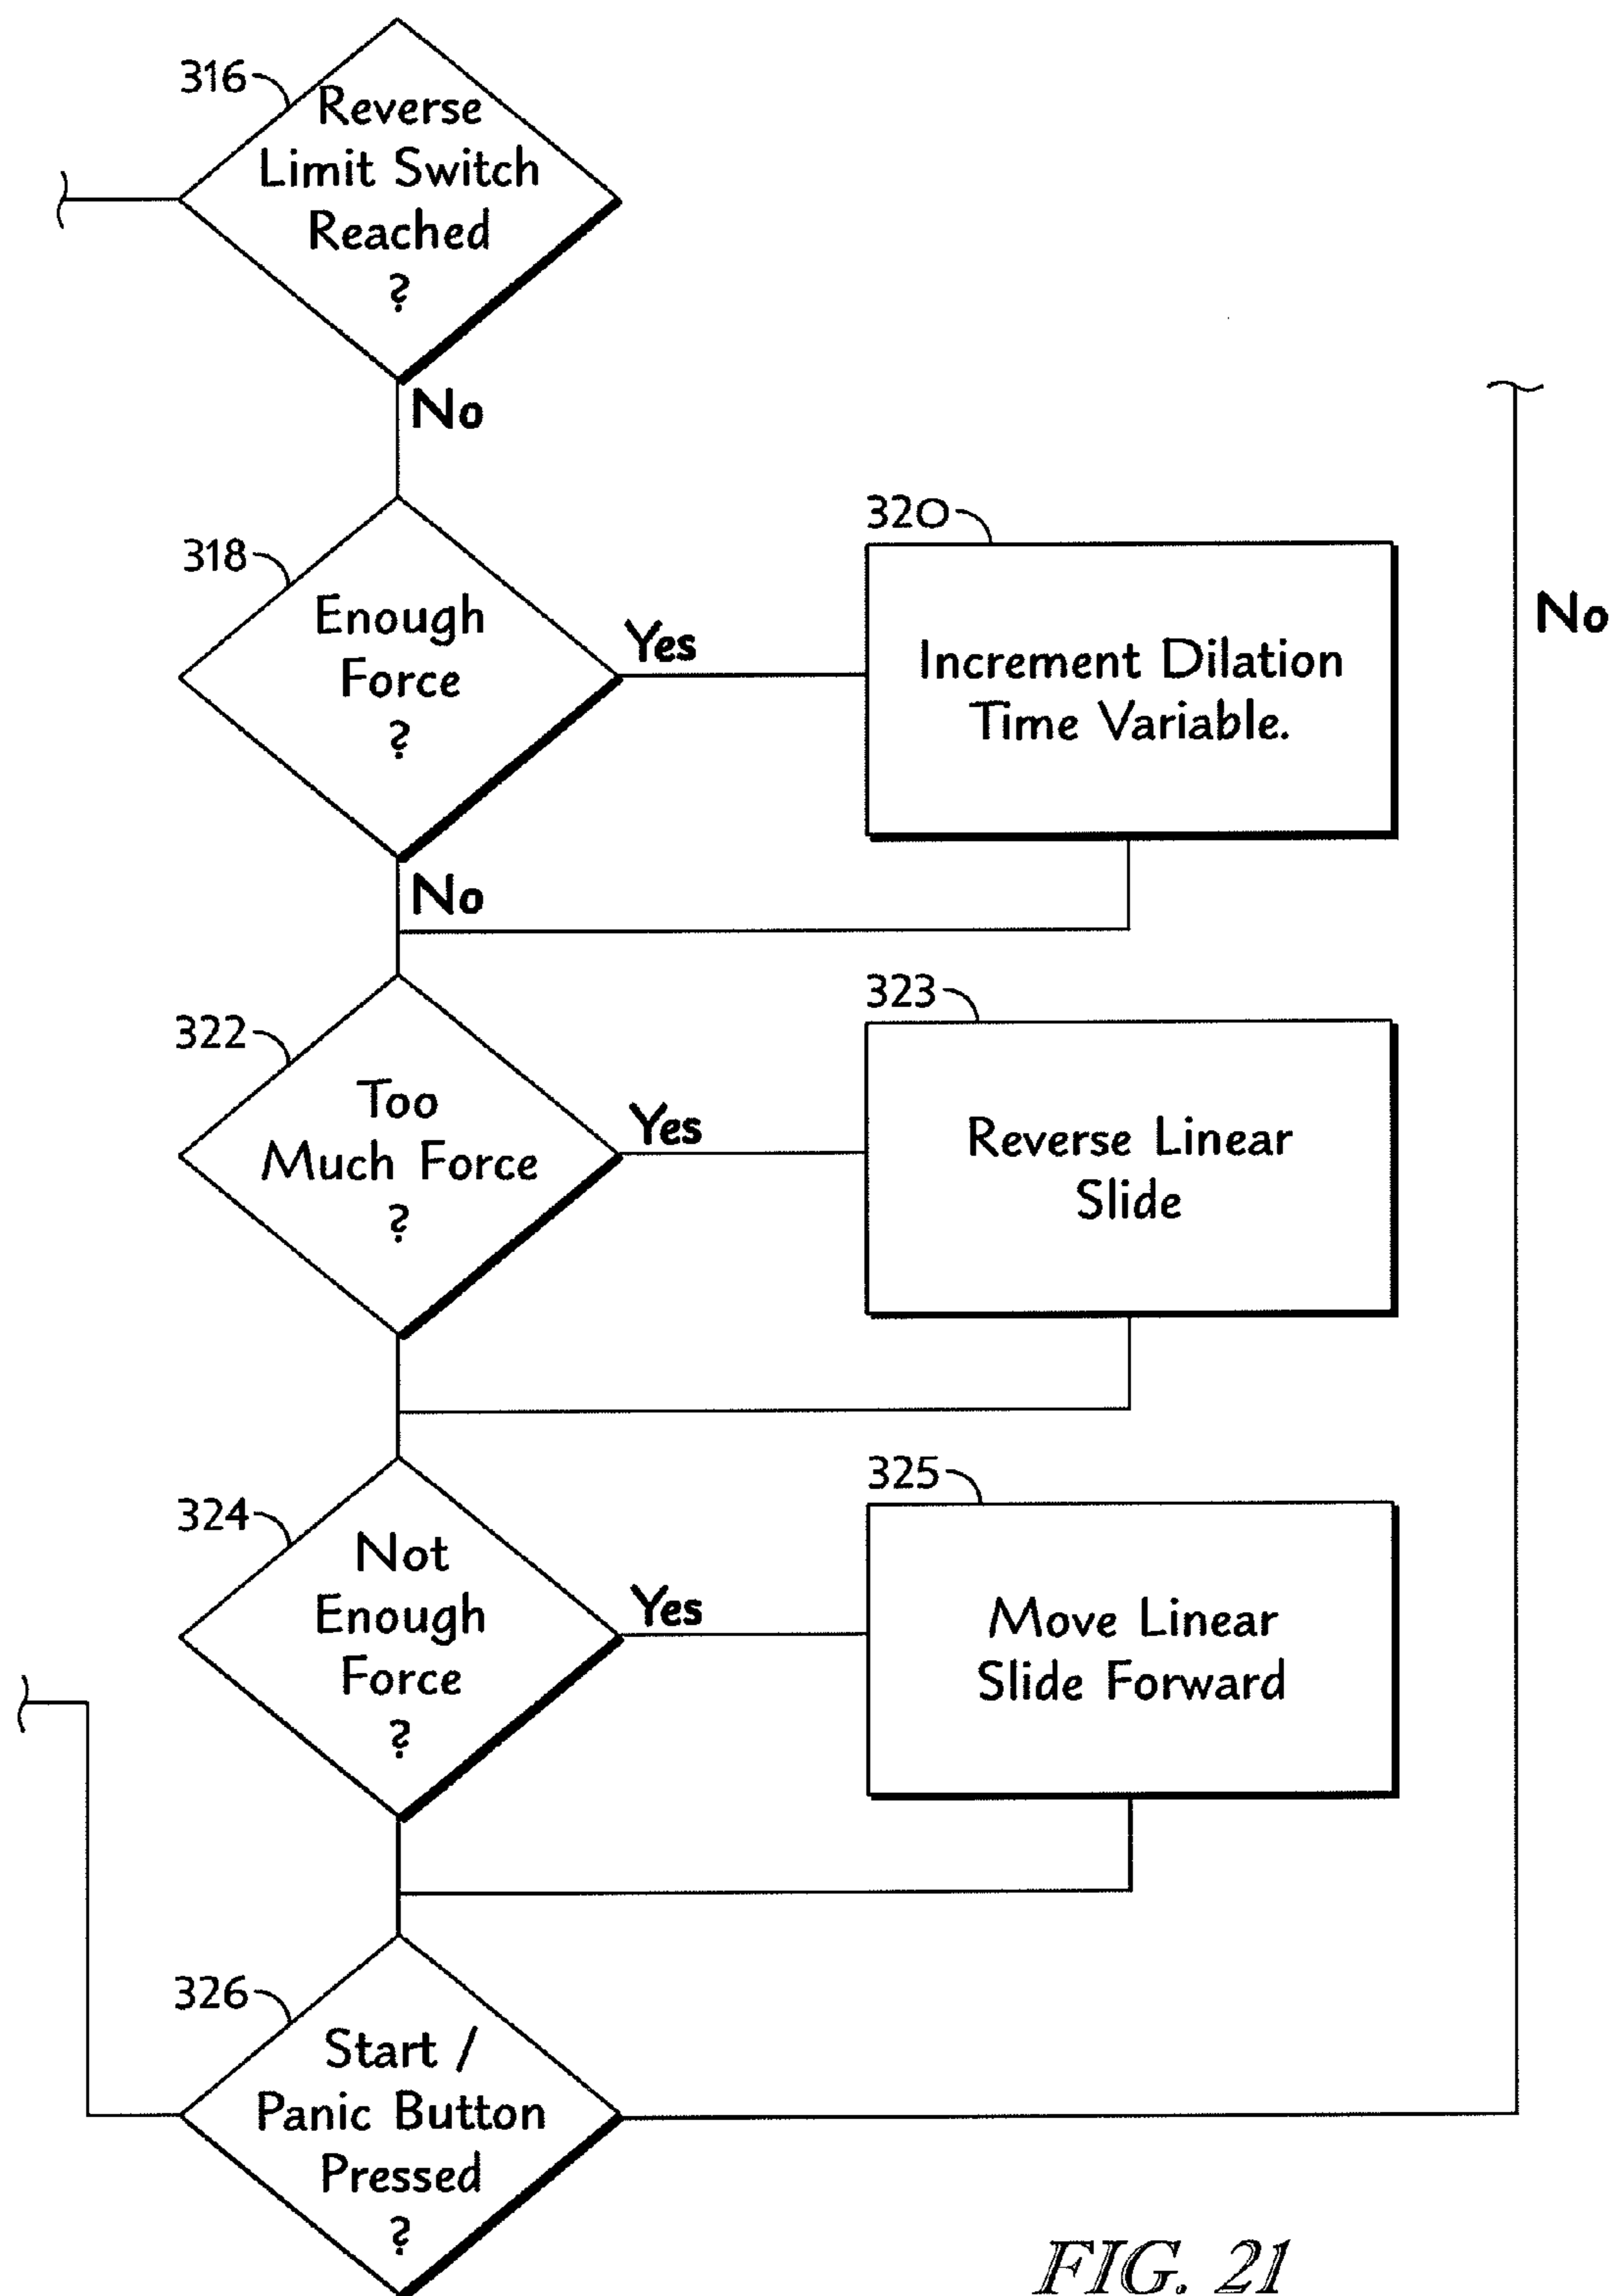 316
Reverse
Limit Switch
Reached
?
No
318
Enough
Force
?
Yes
320
Increment Dilation
Time Variable.
No
No
322
Too
Much Force
?
Yes
323
Reverse Linear
Slide
324
Not
Enough
Force
?
Yes
325
Move Linear
Slide Forward
326
Start /
Panic Button
Pressed
?
FIG. 21